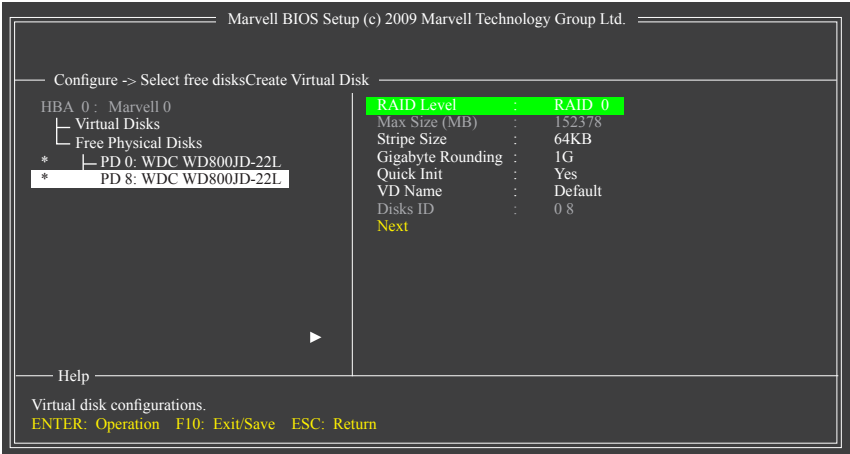 Marvell BIOS Setup (c) 2009 Marvell Technology Group Ltd.
Configure -> Select free disksCreate Virtual Disk
HBA 0 : Marvell 0
Virtual Disks
Free Physical Disks
* PD 0: WDC WD800JD-22L
* PD 8: WDC WD800JD-22L
RAID Level : RAID 0
Max Size (MB) : 152378
Stripe Size : 64KB
Gigabyte Rounding : 1G
Quick Init : Yes
VD Name : Default
Disks ID : 0 8
Next
Help
Virtual disk configurations.
ENTER: Operation F10: Exit/Save ESC: Return